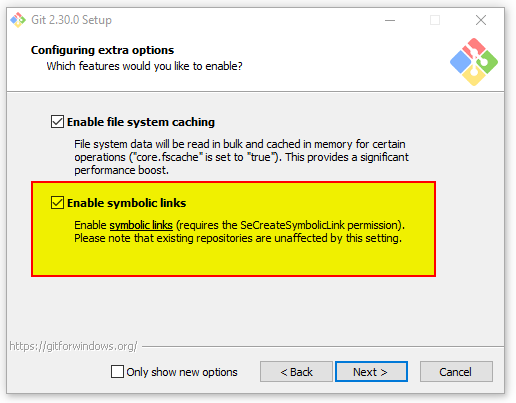 Git 2.30.0 Setup
Configuring extra options
Which features would you like to enable?
Enable file system caching
File system data will be read in bulk and cached in memory for certain
operations ("core.fscache" is set to "true"). This provides a significant
performance boost.
Enable symbolic links
Enable symbolic links (requires the SeCreateSymbolicLink permission).
Please note that existing repositories are unaffected by this setting.
https://gitforwindows.org/
Only show new options
< Back
Next >
Cancel